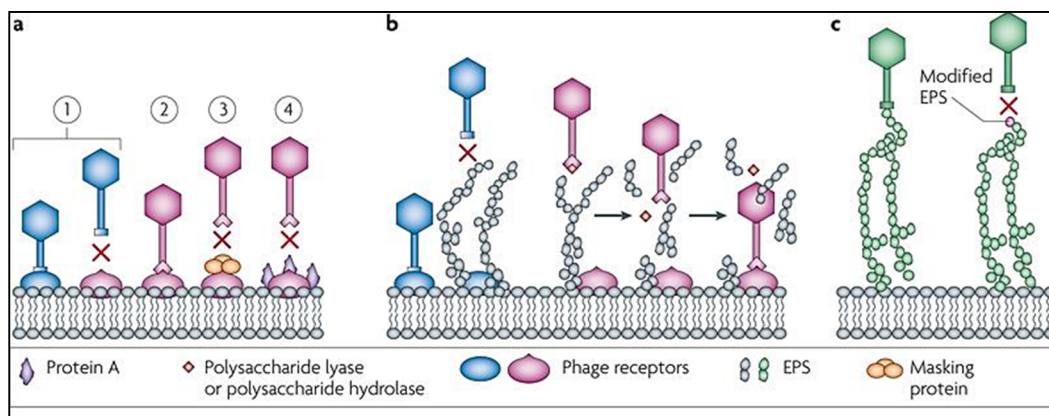 a
b
c
1
2
3
4
Modified
EPS
Protein A
Polysaccharide lyase
or polysaccharide hydrolase
Phage receptors
EPS
Masking
protein